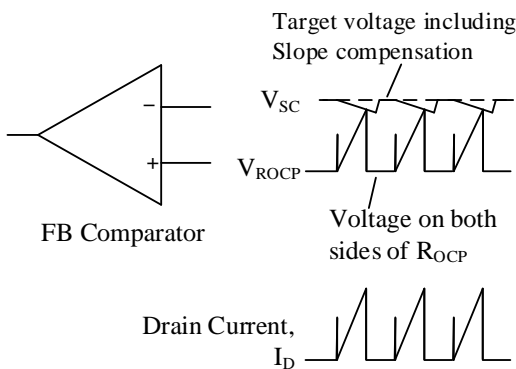 Target voltage including
Slope compensation
V_SC
−
+
V_ROCP
FB Comparator
Voltage on both
sides of R_OCP
Drain Current,
I_D